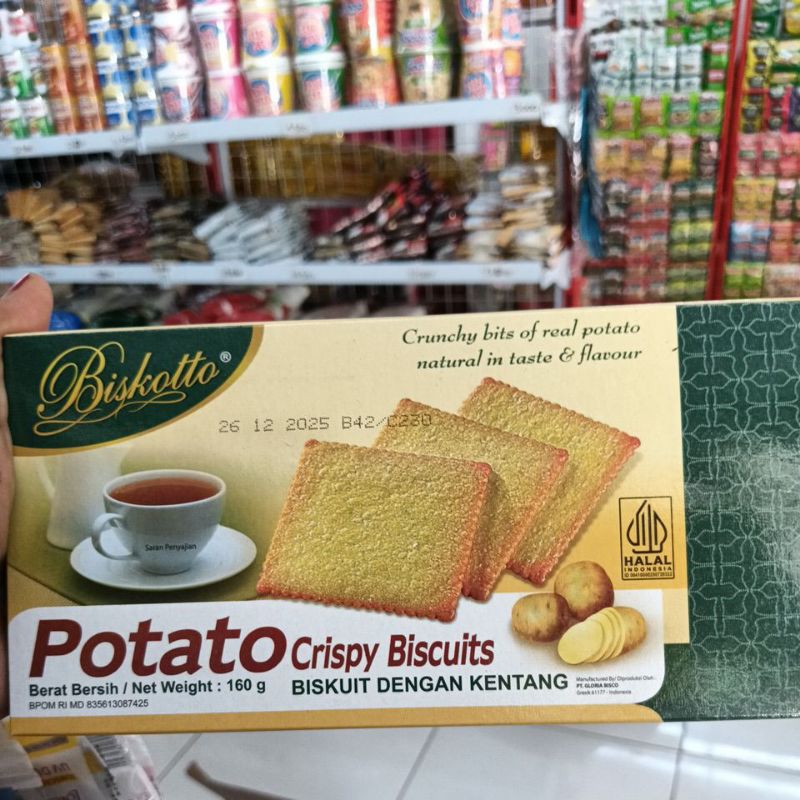 Biskotto®
Crunchy bits of real potato
natural in taste & flavour
26 12 2025 B42/C230
Saran Penyajian
HALAL
INDONESIA
Potato Crispy Biscuits
Berat Bersih / Net Weight : 160 g
BISKUIT DENGAN KENTANG
BPOM RI MD 835613087425
Manufactured By/ Diproduksi Oleh :
PT. GLORIA BISCO
Gresik 61177 - Indonesia